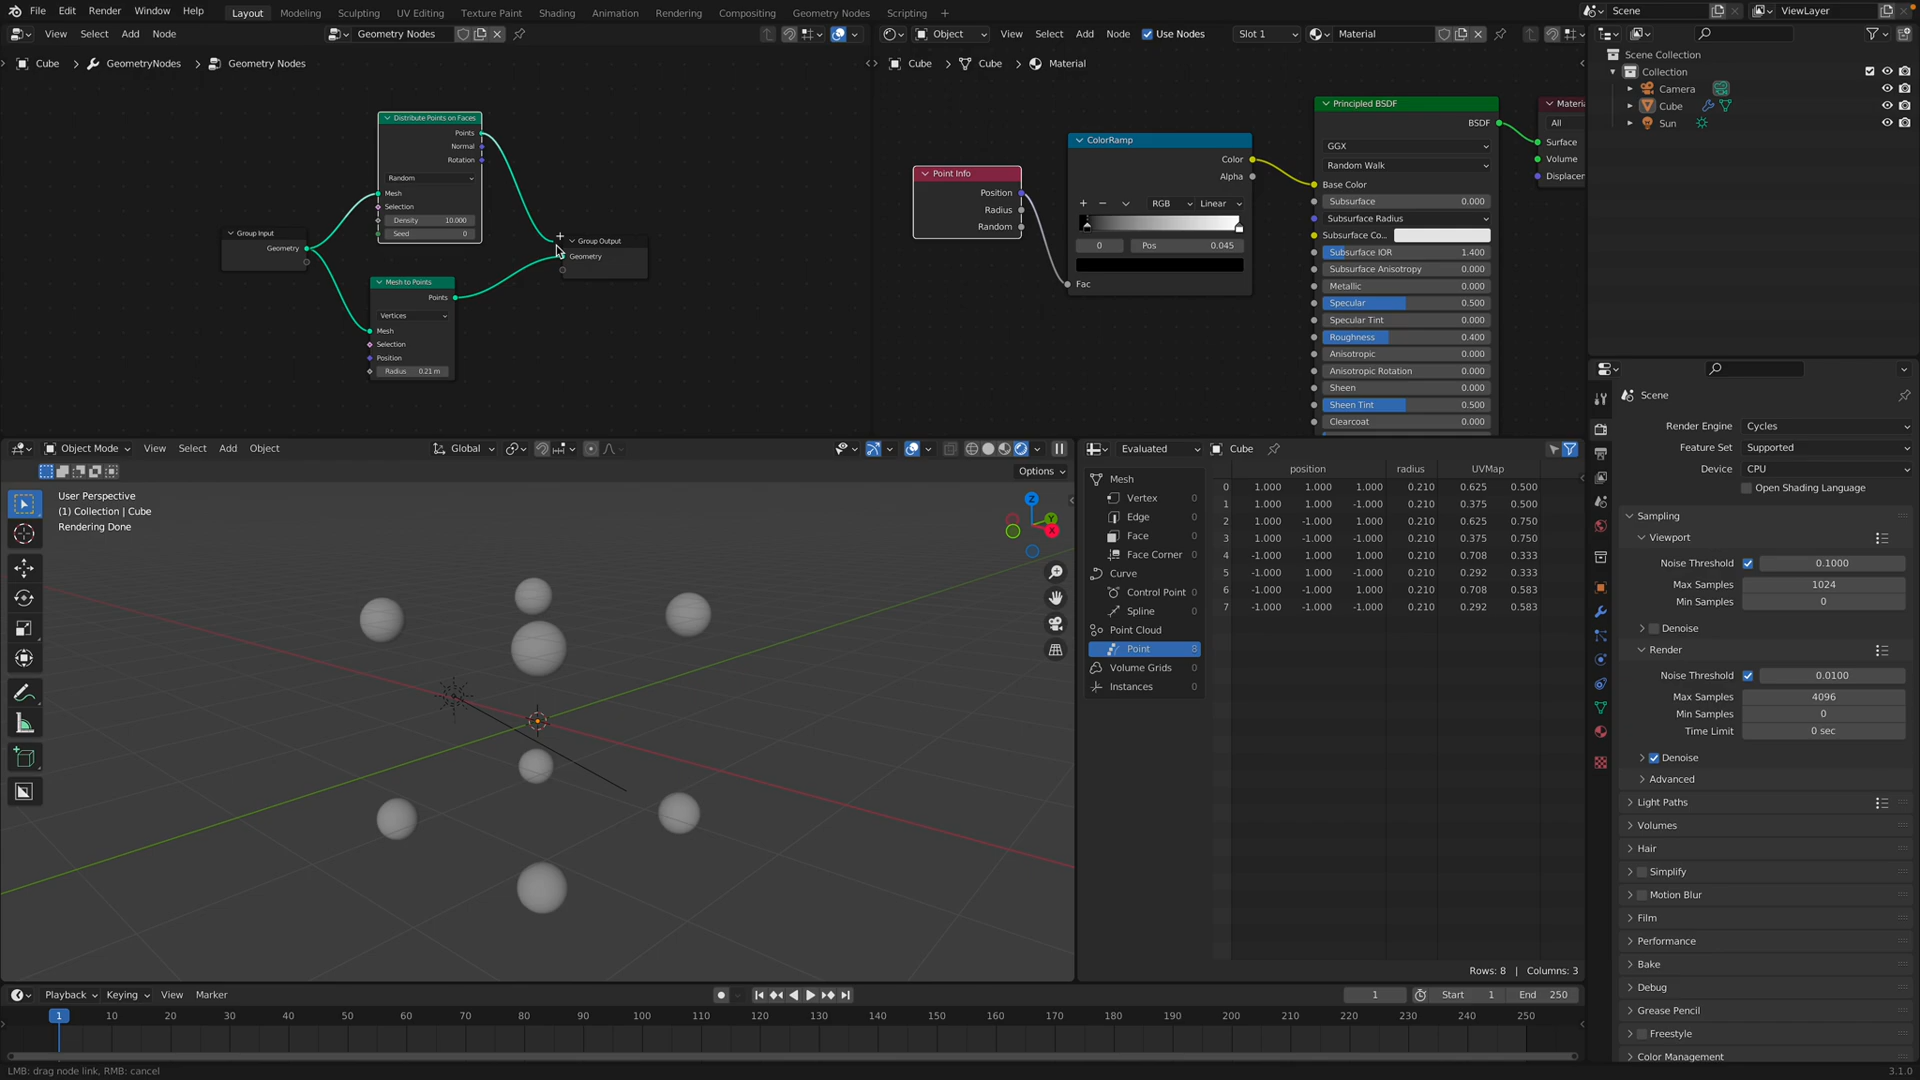 File Edit Render Window Help Layout Modeling Sculpting UV Editing Texture Paint Shading Animation Rendering Compositing Geometry Nodes Scripting + Scene ViewLayer
View Select Add Node Geometry Nodes
Object View Select Add Node Use Nodes Slot 1 Material
Cube GeometryNodes Geometry Nodes
Cube Cube Material
Scene Collection
Collection
Camera
Cube
Sun
Distribute Points on Faces
Points
Normal
Rotation
Random
Mesh
Selection
Density 10.000
Seed 0
Group Input
Geometry
Group Output
Geometry
Mesh to Points
Points
Vertices
Mesh
Selection
Position
Radius 0.21 m
Point Info
Position
Radius
Random
ColorRamp
Color
Alpha
RGB Linear
0 Pos 0.045
Fac
Principled BSDF
BSDF
GGX
Random Walk
Base Color
Subsurface 0.000
Subsurface Radius
Subsurface Co...
Subsurface IOR 1.400
Subsurface Anisotropy 0.000
Metallic 0.000
Specular 0.500
Specular Tint 0.000
Roughness 0.400
Anisotropic 0.000
Anisotropic Rotation 0.000
Sheen 0.000
Sheen Tint 0.500
Clearcoat 0.000
Materi
All
Surface
Volume
Displacer
Object Mode View Select Add Object Global
Options
User Perspective
(1) Collection | Cube
Rendering Done
Z
Y
X
Evaluated Cube
Mesh
Vertex 0
Edge 0
Face 0
Face Corner 0
Curve
Control Point 0
Spline 0
Point Cloud
Point 8
Volume Grids 0
Instances 0
position radius UVMap
0 1.000 1.000 1.000 0.210 0.625 0.500
1 1.000 1.000 -1.000 0.210 0.375 0.500
2 1.000 -1.000 1.000 0.210 0.625 0.750
3 1.000 -1.000 -1.000 0.210 0.375 0.750
4 -1.000 1.000 1.000 0.210 0.708 0.333
5 -1.000 1.000 -1.000 0.210 0.292 0.333
6 -1.000 -1.000 1.000 0.210 0.708 0.583
7 -1.000 -1.000 -1.000 0.210 0.292 0.583
Rows: 8 | Columns: 3
Scene
Render Engine Cycles
Feature Set Supported
Device CPU
Open Shading Language
Sampling
Viewport
Noise Threshold 0.1000
Max Samples 1024
Min Samples 0
Denoise
Render
Noise Threshold 0.0100
Max Samples 4096
Min Samples 0
Time Limit 0 sec
Denoise
Advanced
Light Paths
Volumes
Hair
Simplify
Motion Blur
Film
Performance
Bake
Debug
Grease Pencil
Freestyle
Color Management
Playback Keying View Marker 1 Start 1 End 250
1 10 20 30 40 50 60 70 80 90 100 110 120 130 140 150 160 170 180 190 200 210 220 230 240 250
LMB: drag node link, RMB: cancel
3.1.0